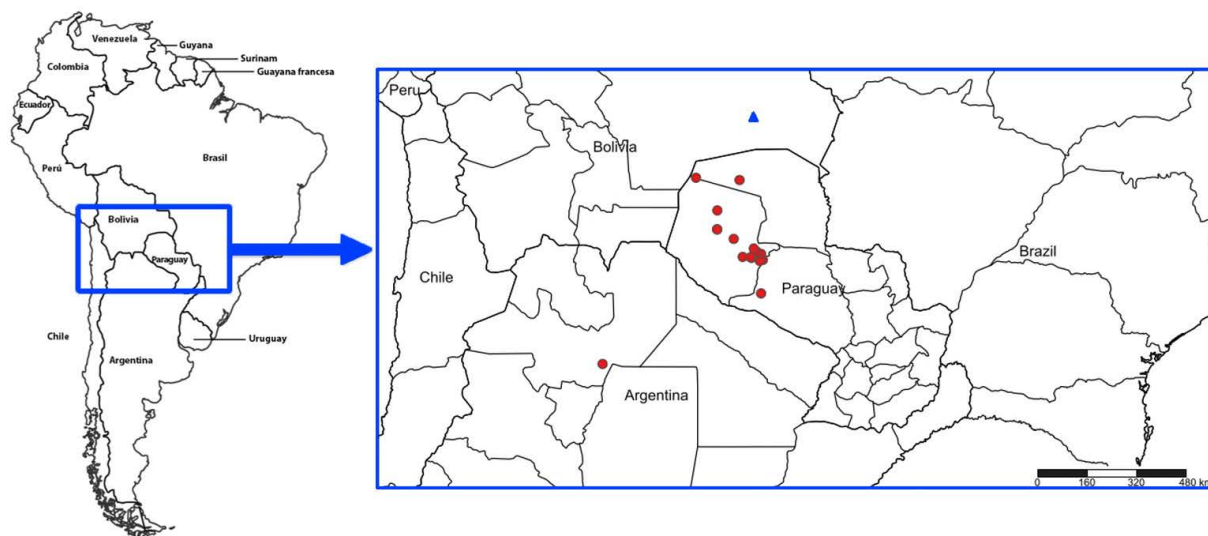 Venezuela
Guyana
Surinam
Guayana francesa
Colombia
Ecuador
Perú
Brasil
Bolivia
Paraguay
Chile
Argentina
Uruguay
Peru
Bolivia
Chile
Paraguay
Brazil
Argentina
0 160 320 480 km